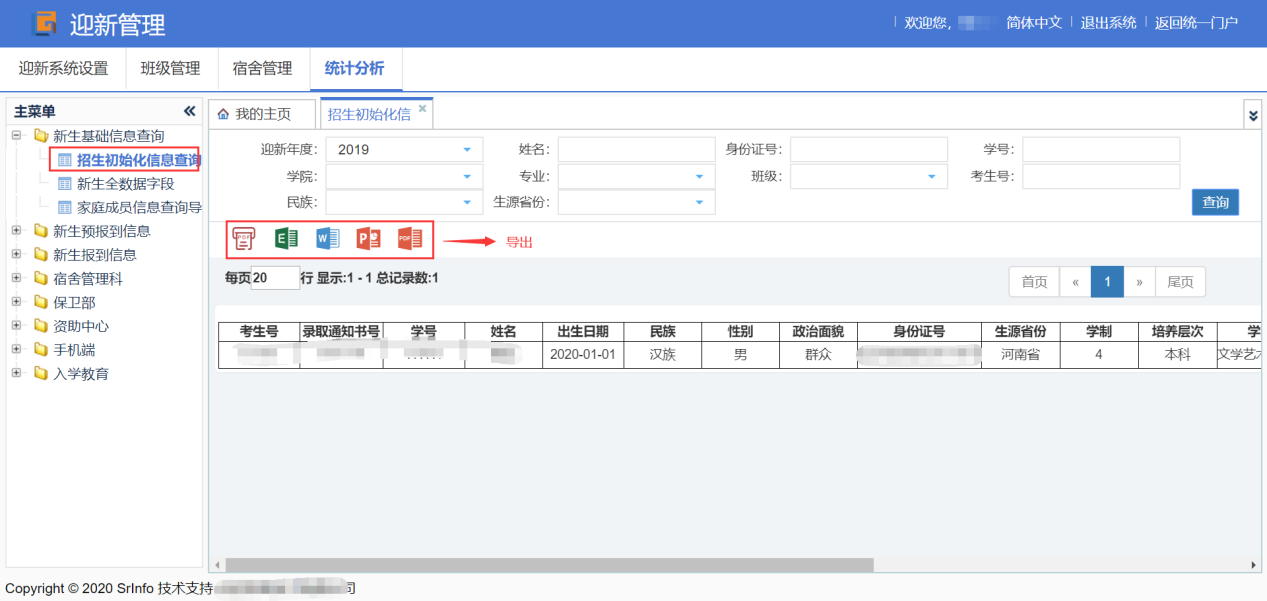 迎新管理
欢迎您, 简体中文 退出系统 返回统一门户
迎新系统设置 班级管理 宿舍管理 统计分析
主菜单
新生基础信息查询
招生初始化信息查询
新生全数据字段
家庭成员信息查询导
新生预报到信息
新生报到信息
宿舍管理科
保卫部
资助中心
手机端
入学教育
我的主页 招生初始化信
迎新年度: 2019 姓名: 身份证号: 学号:
学院: 专业: 班级: 考生号:
民族: 生源省份: 查询
导出
每页20行 显示:1 - 1 总记录数:1
首页 « 1 » 尾页
考生号 录取通知书号 学号 姓名 出生日期 民族 性别 政治面貌 身份证号 生源省份 学制 培养层次 学
2020-01-01 汉族 男 群众 河南省 4 本科 文学艺
Copyright © 2020 SrInfo 技术支持 司